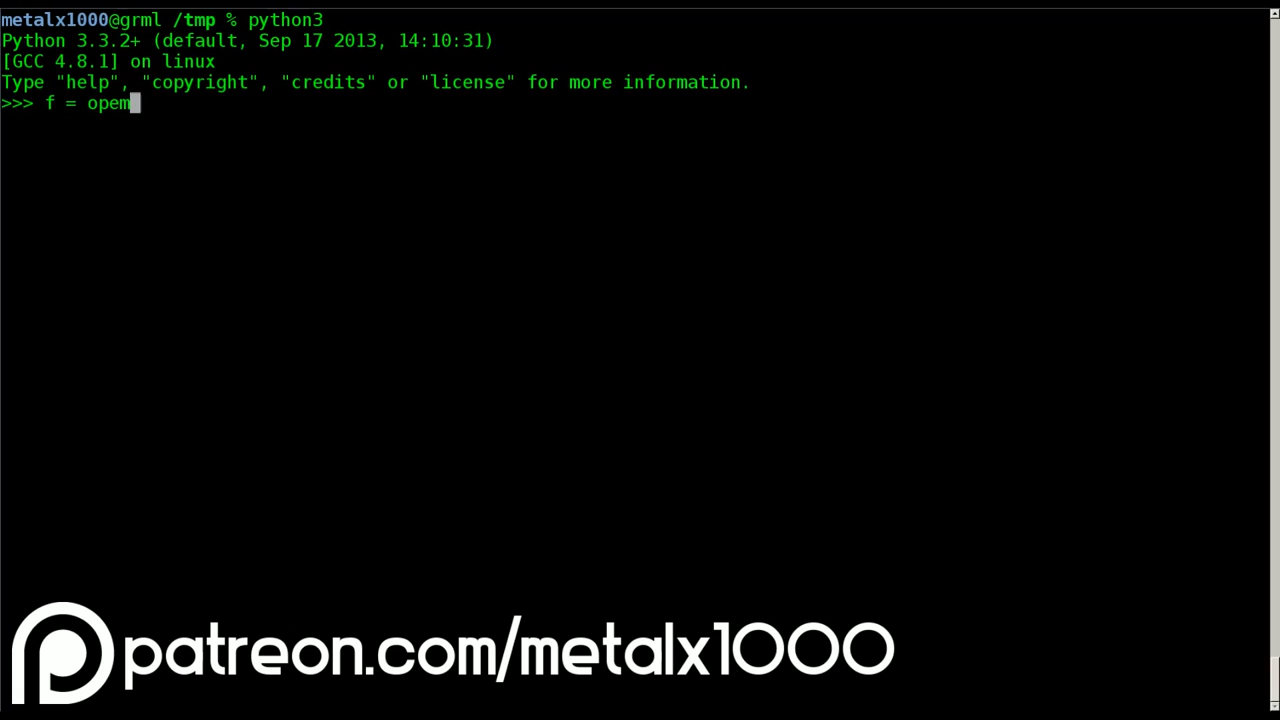 metalx1000@grml /tmp % python3
Python 3.3.2+ (default, Sep 17 2013, 14:10:31)
[GCC 4.8.1] on linux
Type "help", "copyright", "credits" or "license" for more information.
>>> f = opem
patreon.com/metalx1000